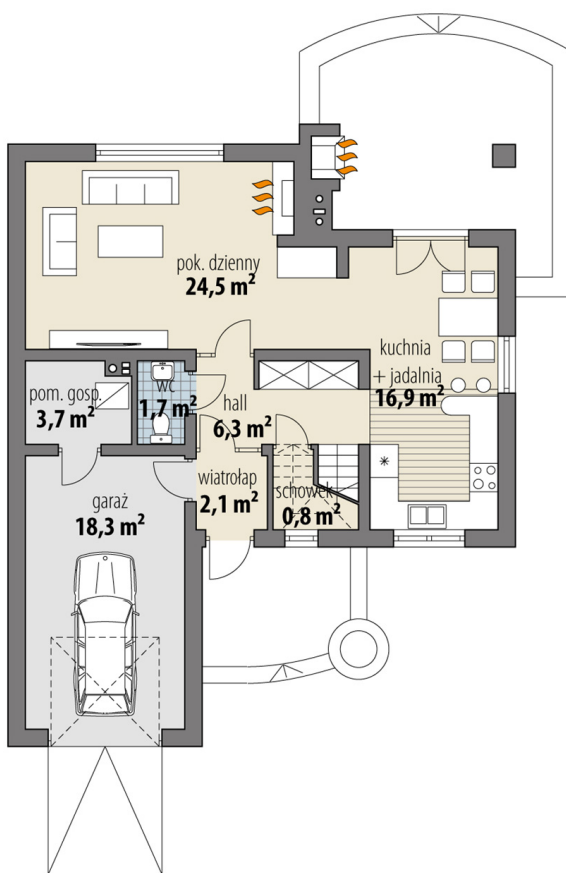 pok. dzienny
24,5 m²
kuchnia
+ jadalnia
16,9 m²
pom. gosp.
3,7 m²
wc
1,7 m²
hall
6,3 m²
wiatrołap
2,1 m²
schowek
0,8 m²
garaż
18,3 m²